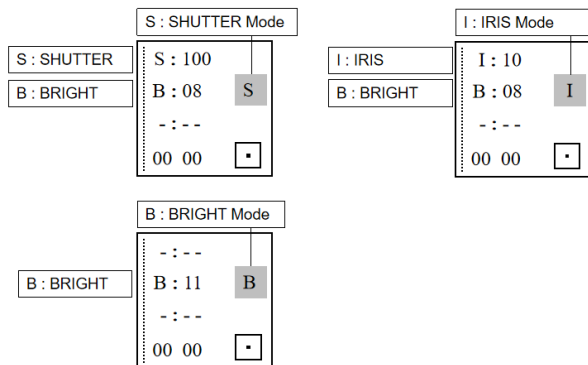 S : SHUTTER Mode
S : SHUTTER
B : BRIGHT
S : 100
B : 08
S
- : - -
00 00
I : IRIS Mode
I : IRIS
B : BRIGHT
I : 10
B : 08
I
- : - -
00 00
B : BRIGHT Mode
B : BRIGHT
- : - -
B : 11
B
- : - -
00 00